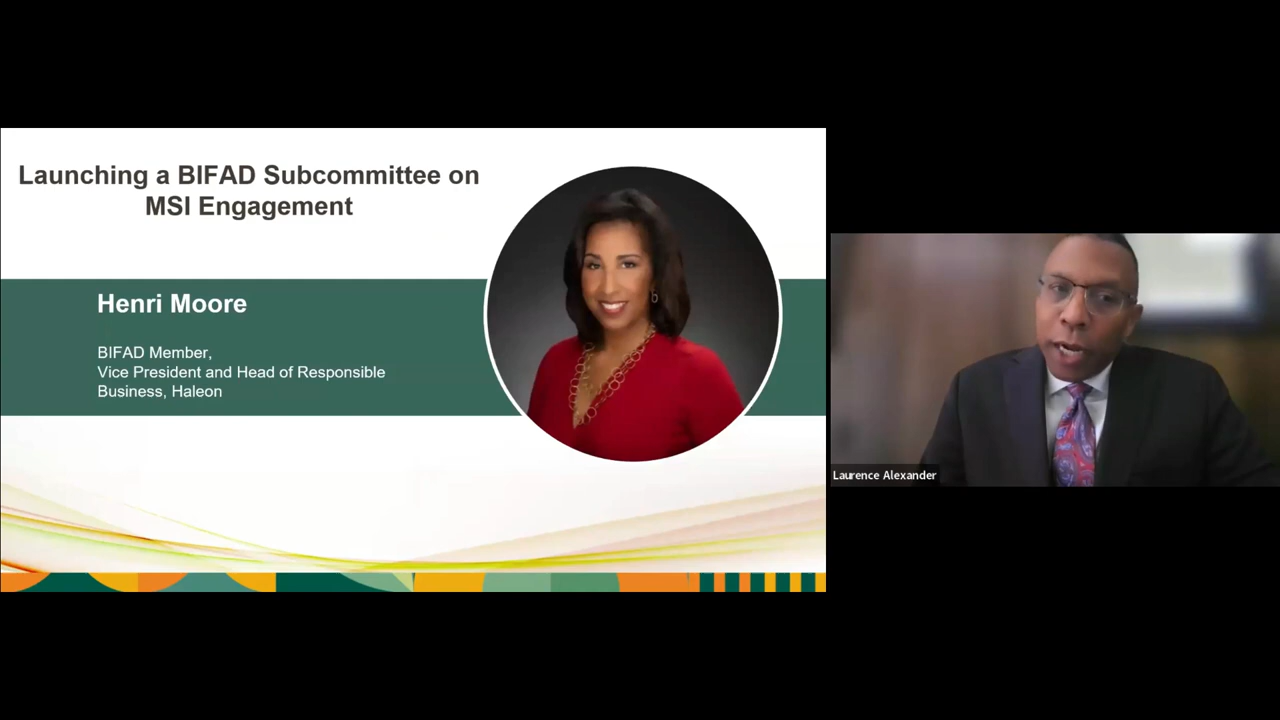 Launching a BIFAD Subcommittee on
MSI Engagement
Henri Moore
BIFAD Member,
Vice President and Head of Responsible
Business, Haleon
Laurence Alexander